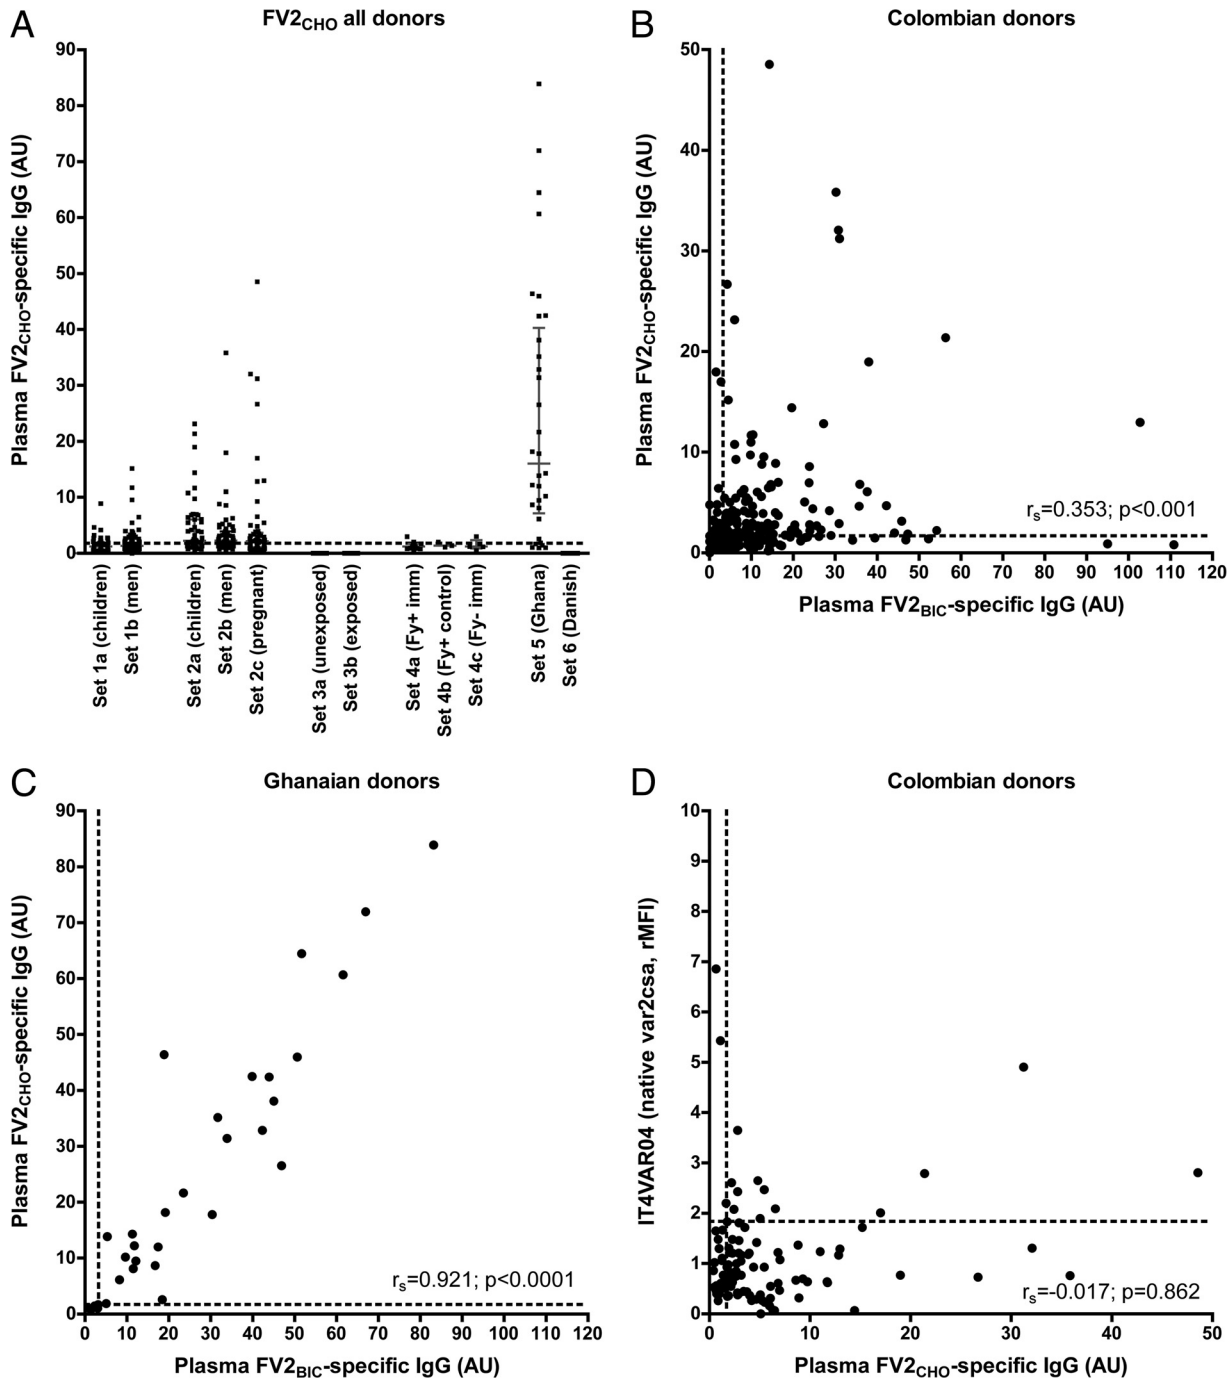 A
FV2CHO all donors
Plasma FV2CHO-specific IgG (AU)
90
80
70
60
50
40
30
20
10
0
Set 1a (children)
Set 1b (men)
Set 2a (children)
Set 2b (men)
Set 2c (pregnant)
Set 3a (unexposed)
Set 3b (exposed)
Set 4a (Fy+ imm)
Set 4b (Fy+ control)
Set 4c (Fy- imm)
Set 5 (Ghana)
Set 6 (Danish)
B
Colombian donors
Plasma FV2CHO-specific IgG (AU)
50
40
30
20
10
0
rs=0.353; p<0.001
0 10 20 30 40 50 60 70 80 90 100 110 120
Plasma FV2BIC-specific IgG (AU)
C
Ghanaian donors
Plasma FV2CHO-specific IgG (AU)
90
80
70
60
50
40
30
20
10
0
rs=0.921; p<0.0001
0 10 20 30 40 50 60 70 80 90 100 110 120
Plasma FV2BIC-specific IgG (AU)
D
Colombian donors
IT4VAR04 (native var2csa, rMFI)
10
9
8
7
6
5
4
3
2
1
0
rs=-0.017; p=0.862
0 10 20 30 40 50
Plasma FV2CHO-specific IgG (AU)